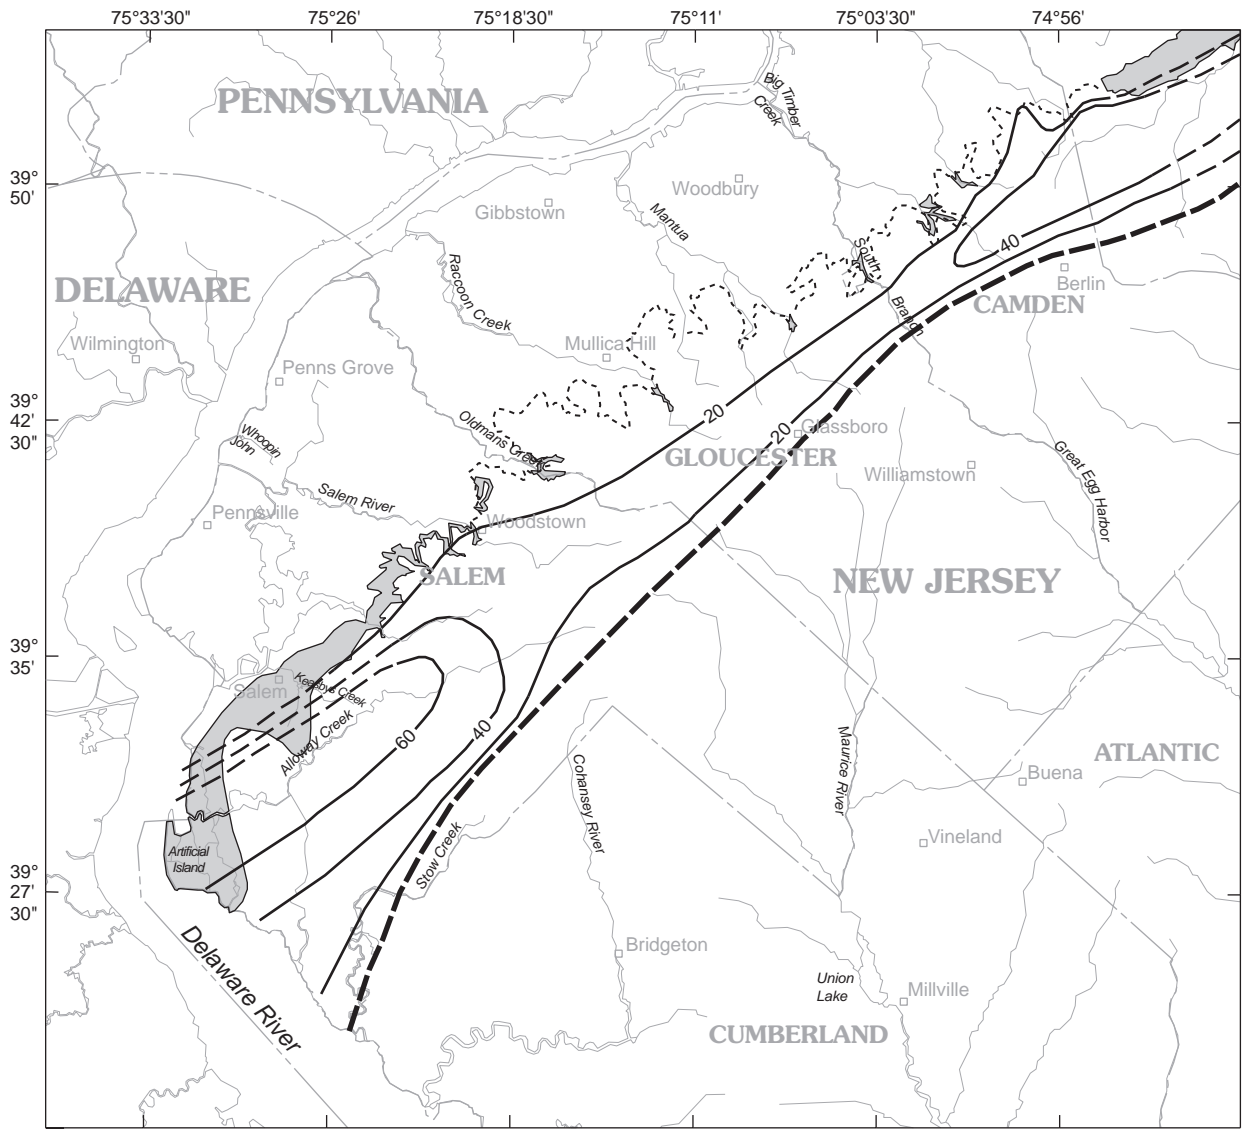 75°33'30"
75°26'
75°18'30"
75°11'
75°03'30"
74°56'
PENNSYLVANIA
Big Timber
Creek
39°
50'
Woodbury
Gibbstown
Mantua
South
Branch
40
Raccoon Creek
DELAWARE
Berlin
CAMDEN
Wilmington
Mullica Hill
Penns Grove
39°
42'
30"
20
20
Glassboro
Oldmans Creek
Whoopin
John
GLOUCESTER
Williamstown
Great Egg Harbor
Salem River
Pennsville
Woodstown
SALEM
NEW JERSEY
39°
35'
Keasbys Creek
Salem
Alloway Creek
60
40
Maurice River
ATLANTIC
Buena
Cohansey River
Vineland
Stow Creek
Artificial
Island
39°
27'
30"
Delaware River
Bridgeton
Union
Lake
Millville
CUMBERLAND